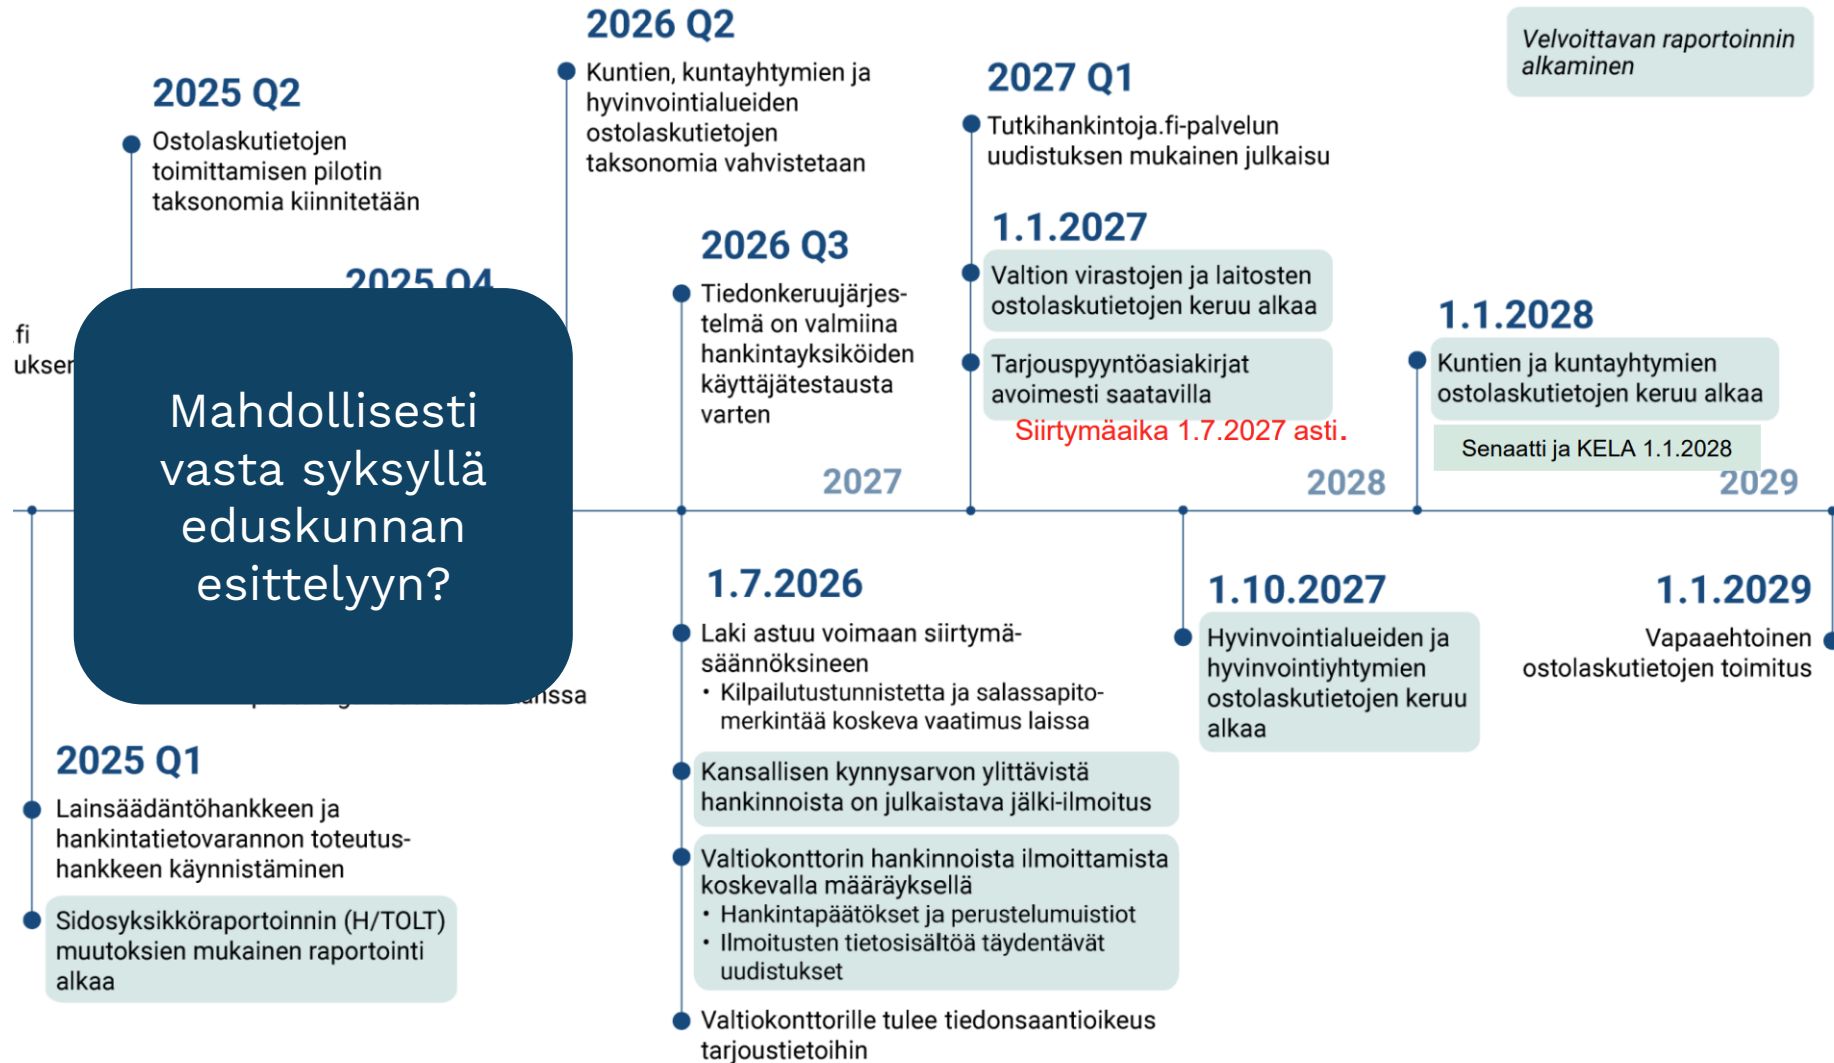 2025 Q2
Ostolaskutietojen
toimittamisen pilotin
taksonomia kiinnitetään
2025 Q4
.fi
2026 Q2
Kuntien, kuntayhtymien ja
hyvinvointialueiden
ostolaskutietojen
taksonomia vahvistetaan
2026 Q3
Tiedonkeruujärjes-
telmä on valmiina
hankintayksiköiden
käyttäjätestausta
varten
2027 Q1
Tutkihankintoja.fi-palvelun
uudistuksen mukainen julkaisu
1.1.2027
Valtion virastojen ja laitosten
ostolaskutietojen keruu alkaa
Tarjouspyyntöasiakirjat
avoimesti saatavilla
Siirtymäaika 1.7.2027 asti.
Velvoittavan raportoinnin
alkaminen
1.1.2028
Kuntien ja kuntayhtymien
ostolaskutietojen keruu alkaa
Senaatti ja KELA 1.1.2028
Mahdollisesti
vasta syksyllä
eduskunnan
esittelyyn?
2027
2028
2029
2025 Q1
Lainsäädäntöhankkeen ja
hankintatietovarannon toteutus-
hankkeen käynnistäminen
Sidosyksikköraportoinnin (H/TOLT)
muutoksien mukainen raportointi
alkaa
1.7.2026
Laki astuu voimaan siirtymä-
säännöksineen
• Kilpailutustunnistetta ja salassapito-
merkintää koskeva vaatimus laissa
Kansallisen kynnysarvon ylittävistä
hankinnoista on julkaistava jälki-ilmoitus
Valtiokonttorin hankinnoista ilmoittamista
koskevalla määräyksellä
• Hankintapäätökset ja perustelumuistiot
• Ilmoitusten tietosisältöä täydentävät
uudistukset
Valtiokonttorille tulee tiedonsaantioikeus
tarjoustietoihin
1.10.2027
Hyvinvointialueiden ja
hyvinvointiyhtymien
ostolaskutietojen keruu
alkaa
1.1.2029
Vapaaehtoinen
ostolaskutietojen toimitus